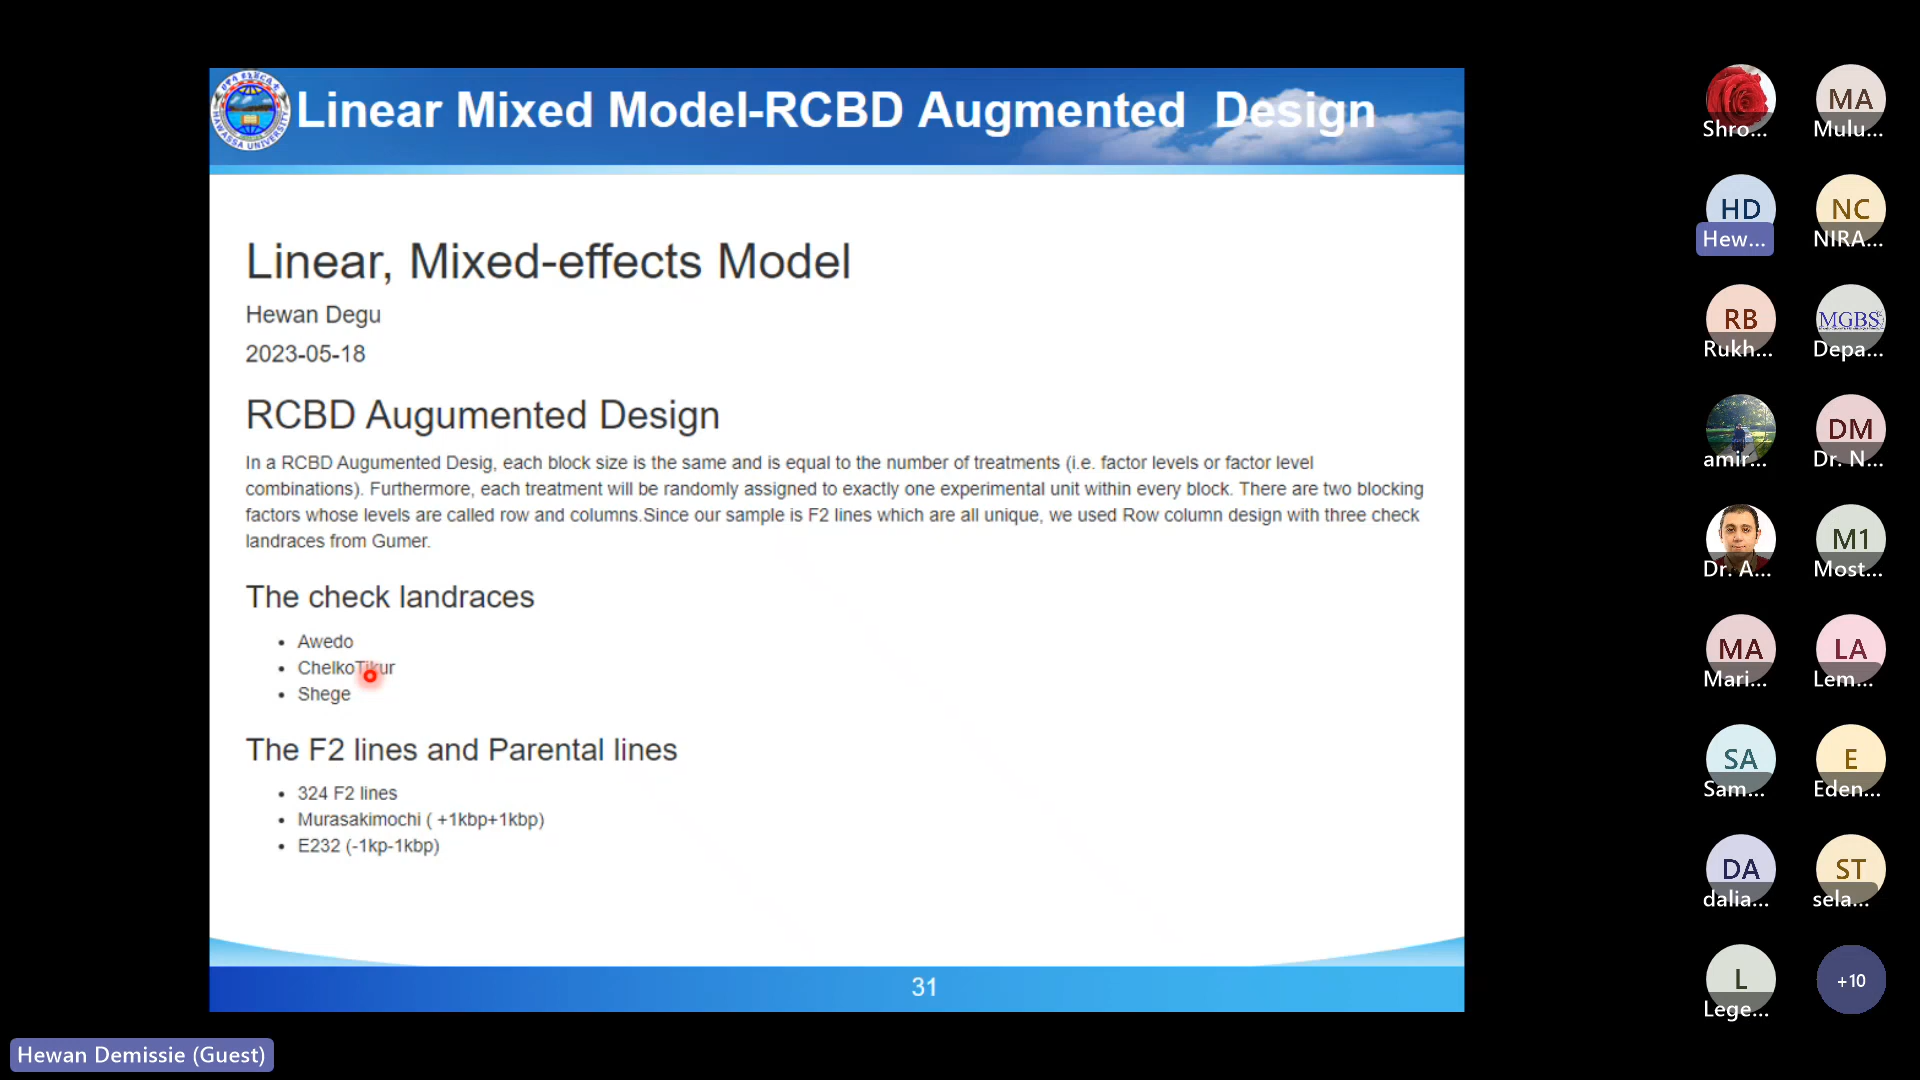 Linear Mixed Model-RCBD Augmented Design
HAWASSA UNIVERSITY
Linear, Mixed-effects Model
Hewan Degu
2023-05-18
RCBD Augumented Design
In a RCBD Augumented Desig, each block size is the same and is equal to the number of treatments (i.e. factor levels or factor level
combinations). Furthermore, each treatment will be randomly assigned to exactly one experimental unit within every block. There are two blocking
factors whose levels are called row and columns.Since our sample is F2 lines which are all unique, we used Row column design with three check
landraces from Gumer.
The check landraces
• Awedo
• ChelkoTikur
• Shege
The F2 lines and Parental lines
• 324 F2 lines
• Murasakimochi ( +1kbp+1kbp)
• E232 (-1kp-1kbp)
31
Shro...
MA
Mulu...
HD
Hew...
NC
NIRA...
RB
Rukh...
MGBS
Depa...
amir...
DM
Dr. N...
Dr. A...
M1
Most...
MA
Mari...
LA
Lem...
SA
Sam...
E
Eden...
DA
dalia...
ST
sela...
L
Lege...
+10
Hewan Demissie (Guest)